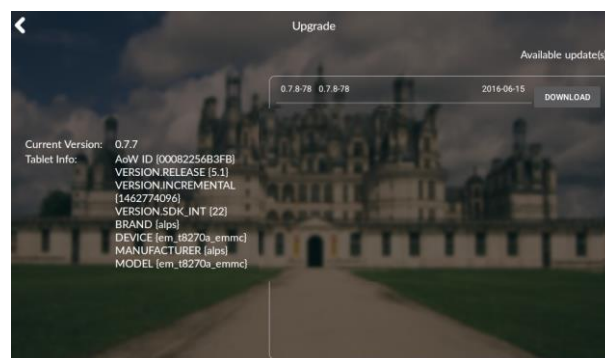 Upgrade
Available update(s)
0.7.8-78 0.7.8-78 2016-06-15 DOWNLOAD
Current Version: 0.7.7
Tablet Info: AoW ID {00082256B3FB}
VERSION.RELEASE {5.1}
VERSION.INCREMENTAL
{1462774096}
VERSION.SDK_INT {22}
BRAND {alps}
DEVICE {em_t8270a_emmc}
MANUFACTURER {alps}
MODEL {em_t8270a_emmc}